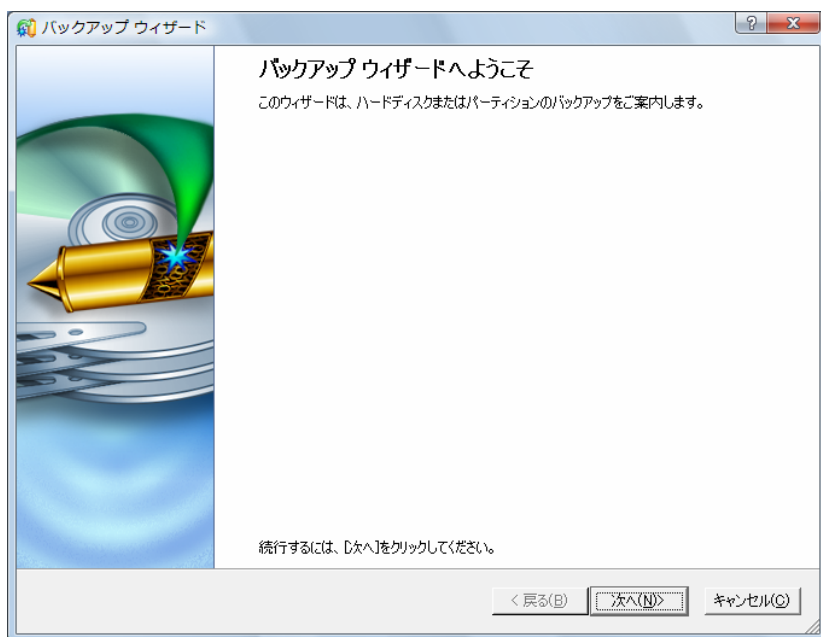 バックアップ ウィザード
? X
バックアップ ウィザードへようこそ
このウィザードは、ハードディスクまたはパーティションのバックアップをご案内します。
続行するには、[次へ]をクリックしてください。
< 戻る(B) 次へ(N)> キャンセル(C)